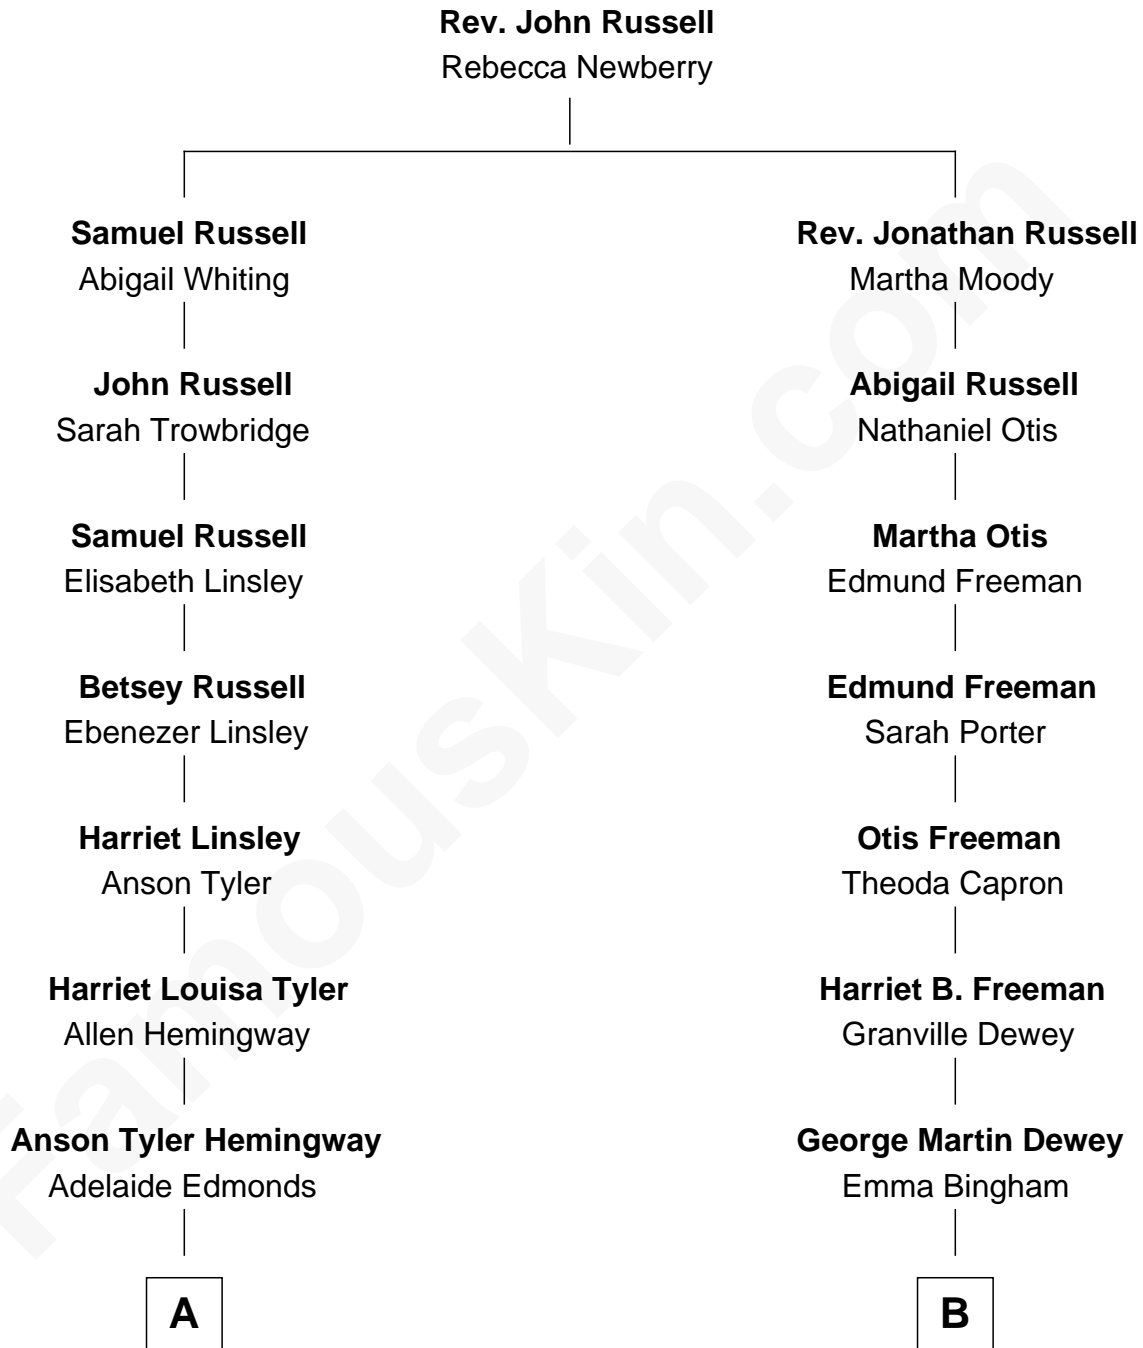 Rev. John Russell
Rebecca Newberry
Samuel Russell
Abigail Whiting
John Russell
Sarah Trowbridge
Samuel Russell
Elisabeth Linsley
Betsey Russell
Ebenezer Linsley
Harriet Linsley
Anson Tyler
Harriet Louisa Tyler
Allen Hemingway
Anson Tyler Hemingway
Adelaide Edmonds
A
Rev. Jonathan Russell
Martha Moody
Abigail Russell
Nathaniel Otis
Martha Otis
Edmund Freeman
Edmund Freeman
Sarah Porter
Otis Freeman
Theoda Capron
Harriet B. Freeman
Granville Dewey
George Martin Dewey
Emma Bingham
B
FamousKin.com